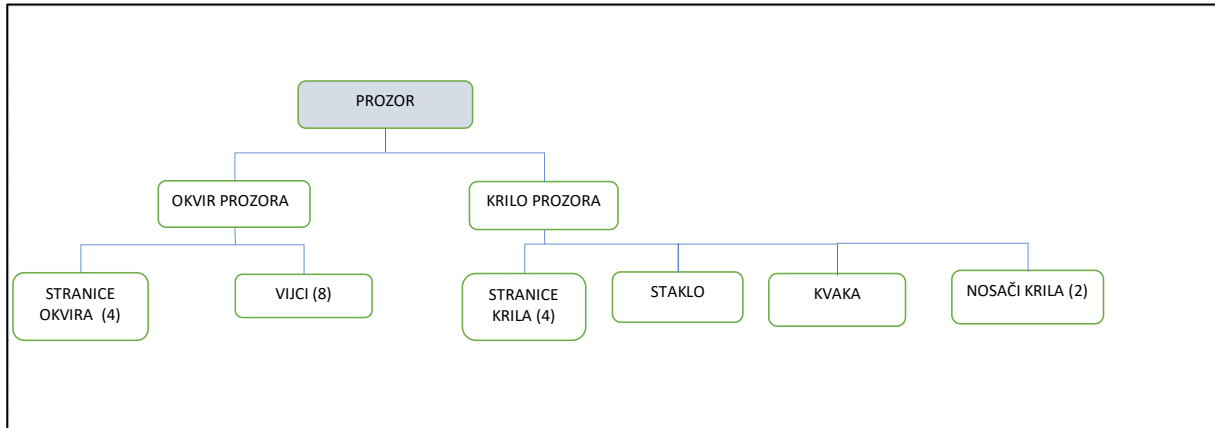 PROZOR
OKVIR PROZORA
KRILO PROZORA
STRANICE
OKVIRA (4)
VIJCI (8)
STRANICE
KRILA (4)
STAKLO
KVAKA
NOSAČI KRILA (2)